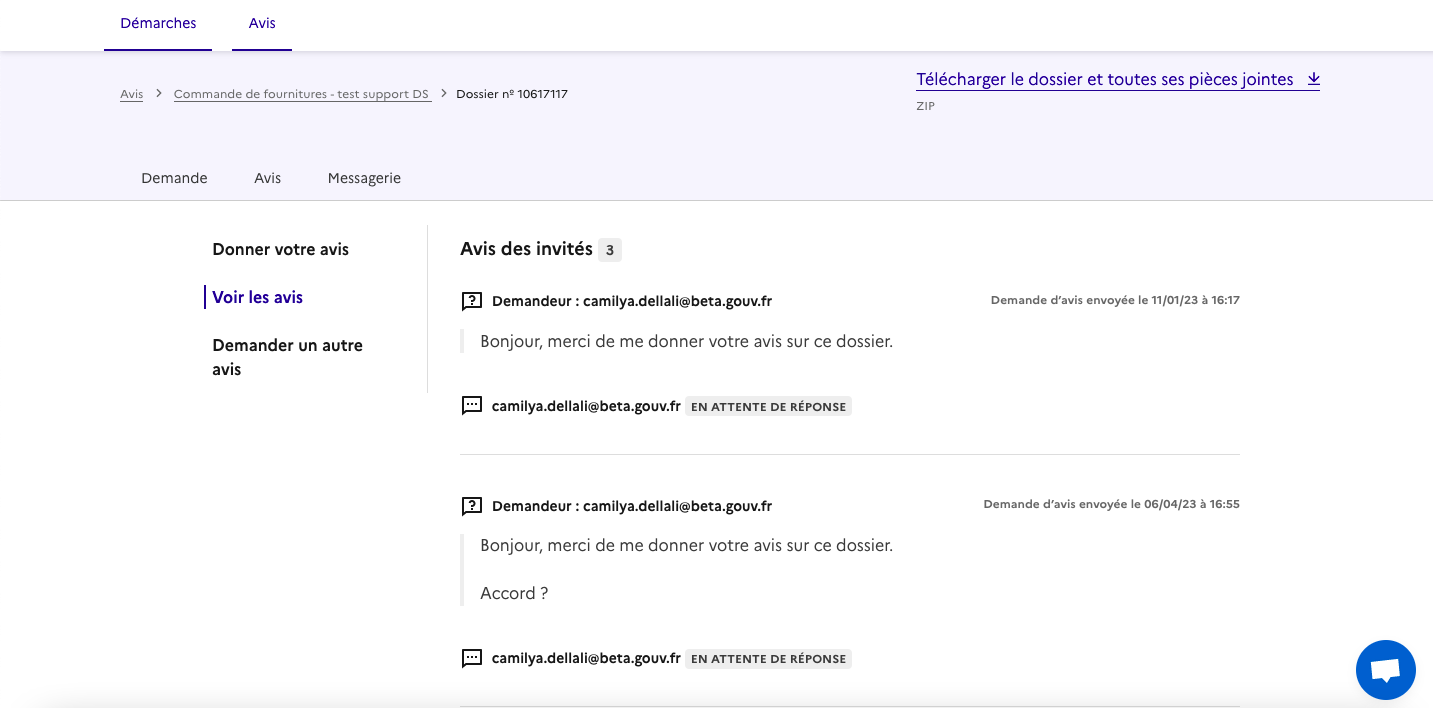 Démarches Avis
Avis Commande de fournitures - test support DS Dossier nº 10617117
Télécharger le dossier et toutes ses pièces jointes
ZIP
Demande Avis Messagerie
Donner votre avis
Voir les avis
Demander un autre
avis
Avis des invités 3
Demandeur : camilya.dellali@beta.gouv.fr Demande d'avis envoyée le 11/01/23 à 16:17
Bonjour, merci de me donner votre avis sur ce dossier.
camilya.dellali@beta.gouv.fr EN ATTENTE DE RÉPONSE
Demandeur : camilya.dellali@beta.gouv.fr Demande d'avis envoyée le 06/04/23 à 16:55
Bonjour, merci de me donner votre avis sur ce dossier.
Accord ?
camilya.dellali@beta.gouv.fr EN ATTENTE DE RÉPONSE